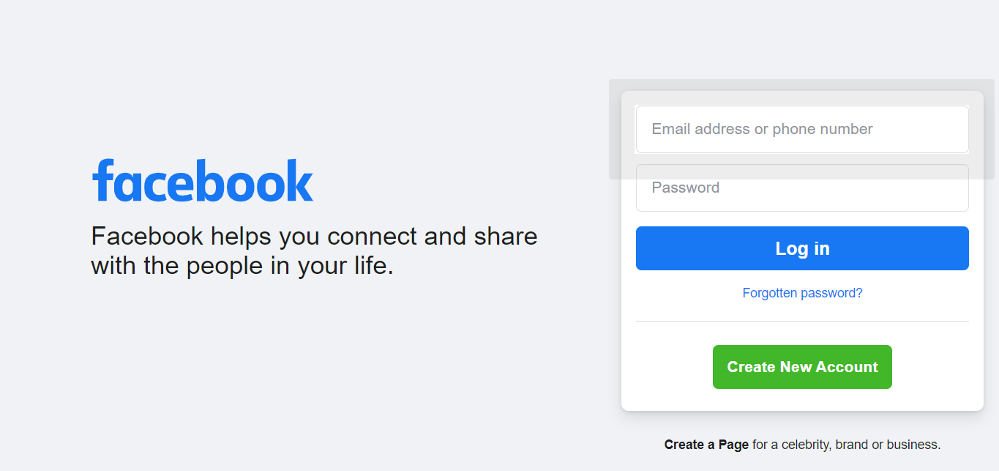 facebook
Facebook helps you connect and share
with the people in your life.
Email address or phone number
Password
Log in
Forgotten password?
Create New Account
Create a Page for a celebrity, brand or business.